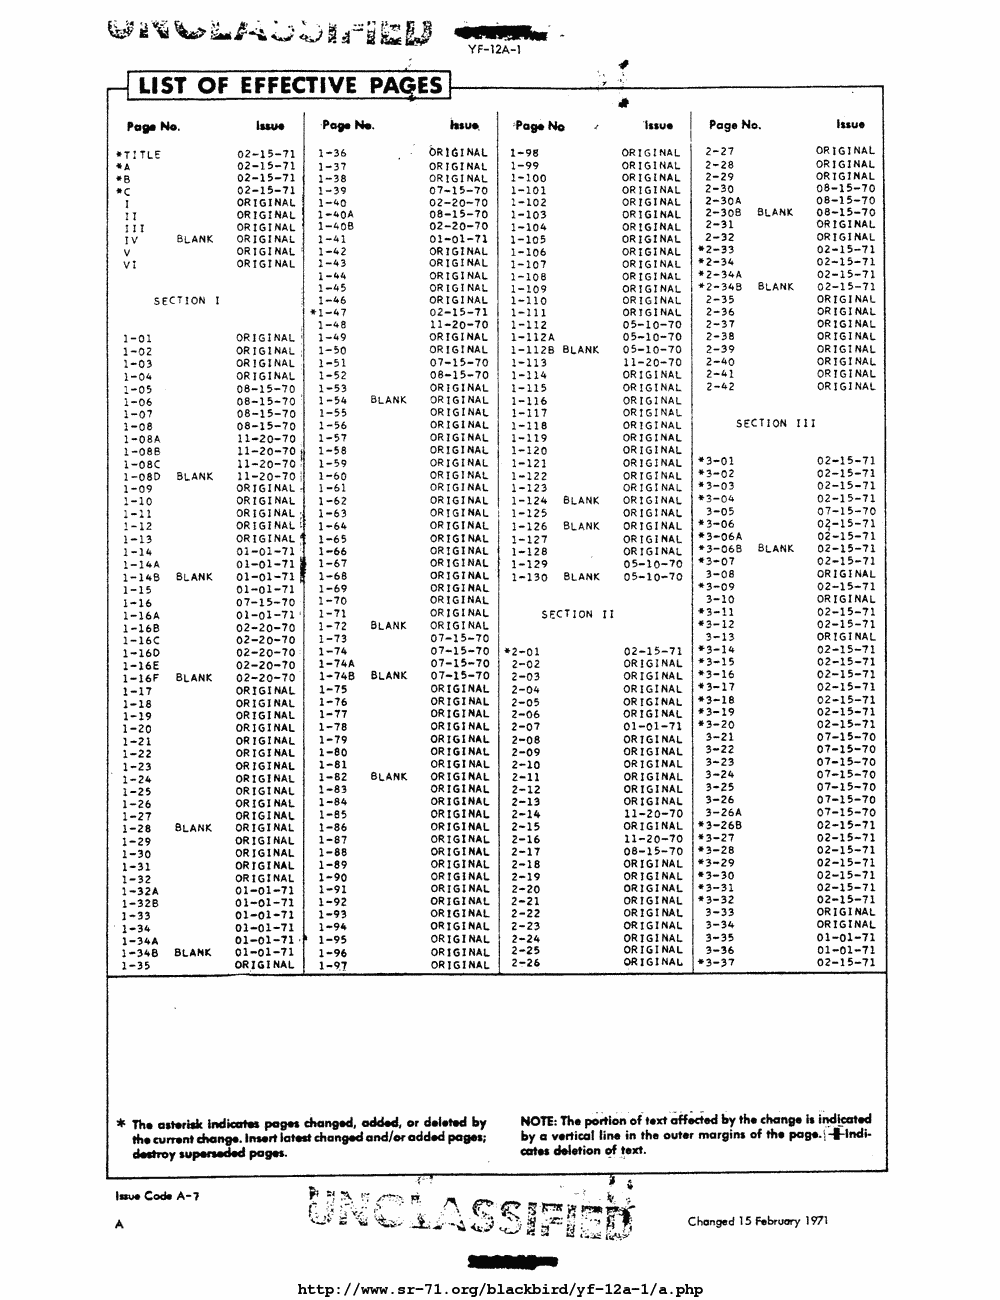 UNCLASSIFIED
YF-12A-1
LIST OF EFFECTIVE PAGES
Page No. Issue
*TITLE 02-15-71
*A 02-15-71
*B 02-15-71
*C 02-15-71
I ORIGINAL
II ORIGINAL
III ORIGINAL
IV BLANK ORIGINAL
V ORIGINAL
VI ORIGINAL
SECTION I
1-01 ORIGINAL
1-02 ORIGINAL
1-03 ORIGINAL
1-04 ORIGINAL
1-05 08-15-70
1-06 08-15-70
1-07 08-15-70
1-08 08-15-70
1-08A 11-20-70
1-08B 11-20-70
1-08C 11-20-70
1-08D BLANK 11-20-70
1-09 ORIGINAL
1-10 ORIGINAL
1-11 ORIGINAL
1-12 ORIGINAL
1-13 ORIGINAL
1-14 01-01-71
1-14A 01-01-71
1-14B BLANK 01-01-71
1-15 01-01-71
1-16 07-15-70
1-16A 01-01-71
1-16B 02-20-70
1-16C 02-20-70
1-16D 02-20-70
1-16E 02-20-70
1-16F BLANK 02-20-70
1-17 ORIGINAL
1-18 ORIGINAL
1-19 ORIGINAL
1-20 ORIGINAL
1-21 ORIGINAL
1-22 ORIGINAL
1-23 ORIGINAL
1-24 ORIGINAL
1-25 ORIGINAL
1-26 ORIGINAL
1-27 ORIGINAL
1-28 BLANK ORIGINAL
1-29 ORIGINAL
1-30 ORIGINAL
1-31 ORIGINAL
1-32 ORIGINAL
1-32A 01-01-71
1-32B 01-01-71
1-33 01-01-71
1-34 01-01-71
1-34A 01-01-71
1-34B BLANK 01-01-71
1-35 ORIGINAL
Page No. Issue
1-36 ORIGINAL
1-37 ORIGINAL
1-38 ORIGINAL
1-39 07-15-70
1-40 02-20-70
1-40A 08-15-70
1-40B 02-20-70
1-41 01-01-71
1-42 ORIGINAL
1-43 ORIGINAL
1-44 ORIGINAL
1-45 ORIGINAL
1-46 ORIGINAL
*1-47 02-15-71
1-48 11-20-70
1-49 ORIGINAL
1-50 ORIGINAL
1-51 07-15-70
1-52 08-15-70
1-53 ORIGINAL
1-54 BLANK ORIGINAL
1-55 ORIGINAL
1-56 ORIGINAL
1-57 ORIGINAL
1-58 ORIGINAL
1-59 ORIGINAL
1-60 ORIGINAL
1-61 ORIGINAL
1-62 ORIGINAL
1-63 ORIGINAL
1-64 ORIGINAL
1-65 ORIGINAL
1-66 ORIGINAL
1-67 ORIGINAL
1-68 ORIGINAL
1-69 ORIGINAL
1-70 ORIGINAL
1-71 ORIGINAL
1-72 BLANK ORIGINAL
1-73 07-15-70
1-74 07-15-70
1-74A 07-15-70
1-74B BLANK 07-15-70
1-75 ORIGINAL
1-76 ORIGINAL
1-77 ORIGINAL
1-78 ORIGINAL
1-79 ORIGINAL
1-80 ORIGINAL
1-81 ORIGINAL
1-82 BLANK ORIGINAL
1-83 ORIGINAL
1-84 ORIGINAL
1-85 ORIGINAL
1-86 ORIGINAL
1-87 ORIGINAL
1-88 ORIGINAL
1-89 ORIGINAL
1-90 ORIGINAL
1-91 ORIGINAL
1-92 ORIGINAL
1-93 ORIGINAL
1-94 ORIGINAL
1-95 ORIGINAL
1-96 ORIGINAL
1-97 ORIGINAL
Page No Issue
1-98 ORIGINAL
1-99 ORIGINAL
1-100 ORIGINAL
1-101 ORIGINAL
1-102 ORIGINAL
1-103 ORIGINAL
1-104 ORIGINAL
1-105 ORIGINAL
1-106 ORIGINAL
1-107 ORIGINAL
1-108 ORIGINAL
1-109 ORIGINAL
1-110 ORIGINAL
1-111 ORIGINAL
1-112 05-10-70
1-112A 05-10-70
1-112B BLANK 05-10-70
1-113 11-20-70
1-114 ORIGINAL
1-115 ORIGINAL
1-116 ORIGINAL
1-117 ORIGINAL
1-118 ORIGINAL
1-119 ORIGINAL
1-120 ORIGINAL
1-121 ORIGINAL
1-122 ORIGINAL
1-123 ORIGINAL
1-124 BLANK ORIGINAL
1-125 ORIGINAL
1-126 BLANK ORIGINAL
1-127 ORIGINAL
1-128 ORIGINAL
1-129 05-10-70
1-130 BLANK 05-10-70
SECTION II
*2-01 02-15-71
2-02 ORIGINAL
2-03 ORIGINAL
2-04 ORIGINAL
2-05 ORIGINAL
2-06 ORIGINAL
2-07 01-01-71
2-08 ORIGINAL
2-09 ORIGINAL
2-10 ORIGINAL
2-11 ORIGINAL
2-12 ORIGINAL
2-13 ORIGINAL
2-14 11-20-70
2-15 ORIGINAL
2-16 11-20-70
2-17 08-15-70
2-18 ORIGINAL
2-19 ORIGINAL
2-20 ORIGINAL
2-21 ORIGINAL
2-22 ORIGINAL
2-23 ORIGINAL
2-24 ORIGINAL
2-25 ORIGINAL
2-26 ORIGINAL
Page No. Issue
2-27 ORIGINAL
2-28 ORIGINAL
2-29 ORIGINAL
2-30 08-15-70
2-30A 08-15-70
2-30B BLANK 08-15-70
2-31 ORIGINAL
2-32 ORIGINAL
*2-33 02-15-71
*2-34 02-15-71
*2-34A 02-15-71
*2-34B BLANK 02-15-71
2-35 ORIGINAL
2-36 ORIGINAL
2-37 ORIGINAL
2-38 ORIGINAL
2-39 ORIGINAL
2-40 ORIGINAL
2-41 ORIGINAL
2-42 ORIGINAL
SECTION III
*3-01 02-15-71
*3-02 02-15-71
*3-03 02-15-71
*3-04 02-15-71
3-05 07-15-70
*3-06 02-15-71
*3-06A 02-15-71
*3-06B BLANK 02-15-71
*3-07 02-15-71
3-08 ORIGINAL
*3-09 02-15-71
3-10 ORIGINAL
*3-11 02-15-71
*3-12 02-15-71
3-13 ORIGINAL
*3-14 02-15-71
*3-15 02-15-71
*3-16 02-15-71
*3-17 02-15-71
*3-18 02-15-71
*3-19 02-15-71
*3-20 02-15-71
3-21 07-15-70
3-22 07-15-70
3-23 07-15-70
3-24 07-15-70
3-25 07-15-70
3-26 07-15-70
3-26A 07-15-70
*3-26B 02-15-71
*3-27 02-15-71
*3-28 02-15-71
*3-29 02-15-71
*3-30 02-15-71
*3-31 02-15-71
*3-32 02-15-71
3-33 ORIGINAL
3-34 ORIGINAL
3-35 01-01-71
3-36 01-01-71
*3-37 02-15-71
* The asterisk indicates pages changed, added, or deleted by
the current change. Insert latest changed and/or added pages;
destroy superseded pages.
NOTE: The portion of text affected by the change is indicated
by a vertical line in the outer margins of the page. Indi-
cates deletion of text.
Issue Code A-7
A
UNCLASSIFIED
Changed 15 February 1971
http://www.sr-71.org/blackbird/yf-12a-1/a.php